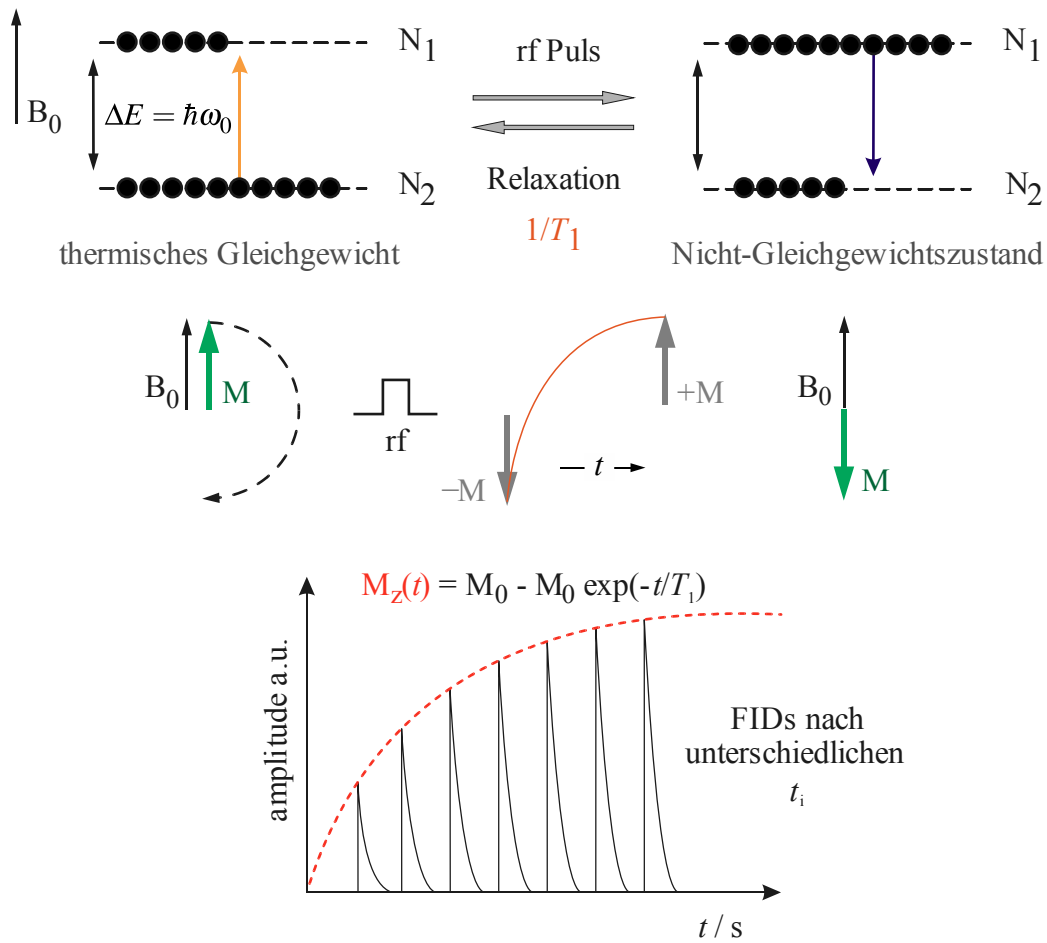 N₁
rf Puls
N₁
B₀
ΔE = ħω₀
N₂
Relaxation
N₂
1/T₁
thermisches Gleichgewicht
Nicht-Gleichgewichtszustand
B₀
M
rf
+M
−M
t
B₀
M
M_Z(t) = M₀ - M₀ exp(-t/T₁)
amplitude a.u.
FIDs nach
unterschiedlichen
tᵢ
t / s